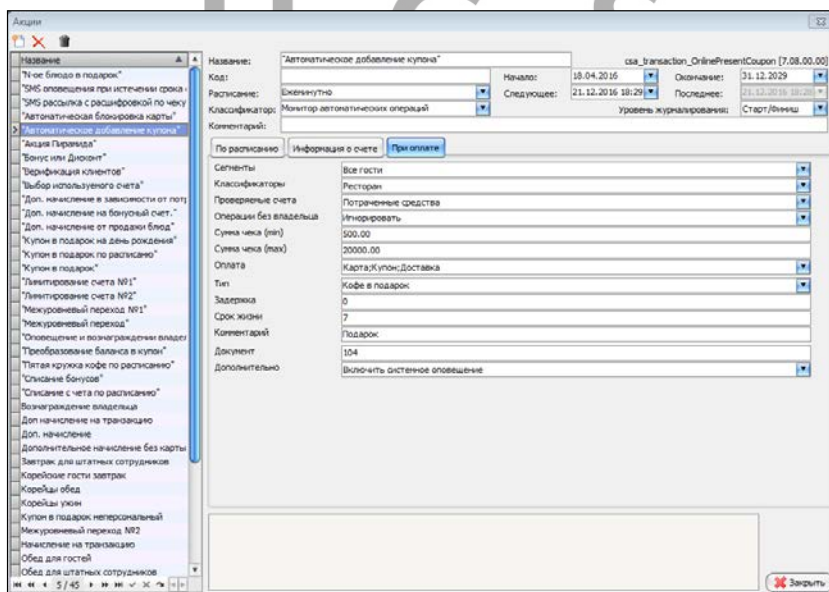 Акции
Название
"N-ое блюдо в подарок"
"SMS оповещения при истечении срока
"SMS рассылка с расшифровкой по чеку
"Автоматическая блокировка карты"
"Автоматическое добавление купона"
"Акция Пирамида"
"Бонус или Дисконт"
"Верификация клиентов"
"Выбор используемого счета"
"Доп. начисление в зависимости от
"Доп. начисление на бонусный счет."
"Доп. начисление от продажи блюд"
"Купон в подарок на день рождения"
"Купон в подарок по расписанию"
"Купон в подарок"
"Лимитирование счета №1"
"Лимитирование счета №2"
"Межуровневый переход №1"
"Межуровневый переход"
"Оповещение и вознаграждении владел
"Преобразование баланса в купон"
"Пятая кружка кофе по расписанию"
"Списание бонусов"
"Списание с чета по расписанию"
Вознаграждение владельца
Доп начисление на транзакцию
Доп. начисление
Дополнительное начисление без карты
Завтрак для штатных сотрудников
Корейские гости завтрак
Корейцы обед
Корейцы ужин
Купон в подарок неперсональный
Межуровневый переход №2
Начисление на транзакцию
Обед для гостей
Обед для штатных сотрудников
5/45
Название: "Автоматическое добавление купона" csa_transaction_OnlinePresentCoupon [7.08.00.00]
Код: Начало: 18.04.2016 Окончание: 31.12.2029
Расписание: Ежеминутно Следующее: 21.12.2016 18:29 Последнее: 21.12.2016 18:28
Классификатор: Монитор автоматических операций Уровень журналирования: Старт/Финиш
Комментарий:
По расписанию Информация о счете При оплате
Сегменты Все гости
Классификаторы Ресторан
Проверяемые счета Потраченные средства
Операции без владельца Игнорировать
Сумма чека (min) 500.00
Сумма чека (max) 20000.00
Оплата Карта;Купон;Доставка
Тип Кофе в подарок
Задержка 0
Срок жизни 7
Комментарий Подарок
Документ 104
Дополнительно Включить системное оповещение
Закрыть